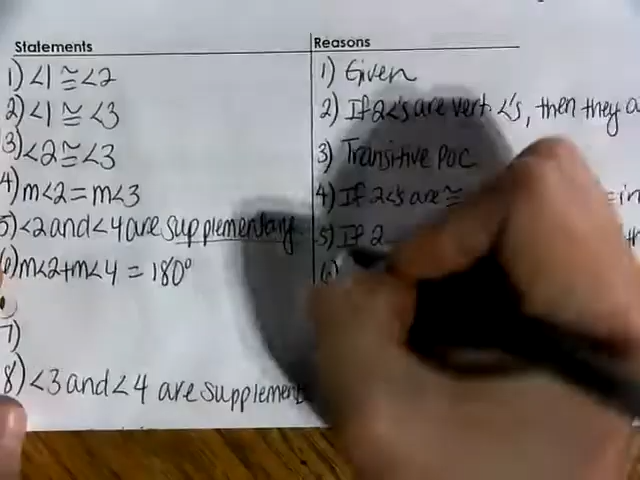 Statements
Reasons
1) <1 ≅ <2
1) Given
2) <1 ≅ <3
2) If 2 <'s are vert. <'s, then they a
3) <2 ≅ <3
3) Transitive POC
4) m<2 = m<3
4) If 2 <'s are ≅ = in
5) <2 and <4 are supplementary.
5) If 2
6) m<2 + m<4 = 180°
6)
7)
8) <3 and <4 are supplement